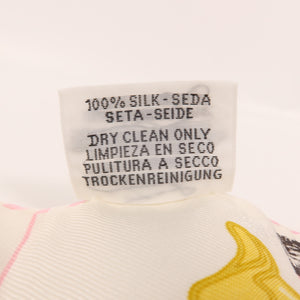 100% SILK - SEDA
SETA - SEIDE
DRY CLEAN ONLY
LIMPIEZA EN SECO
PULITURA A SECCO
TROCKENREINIGUNG